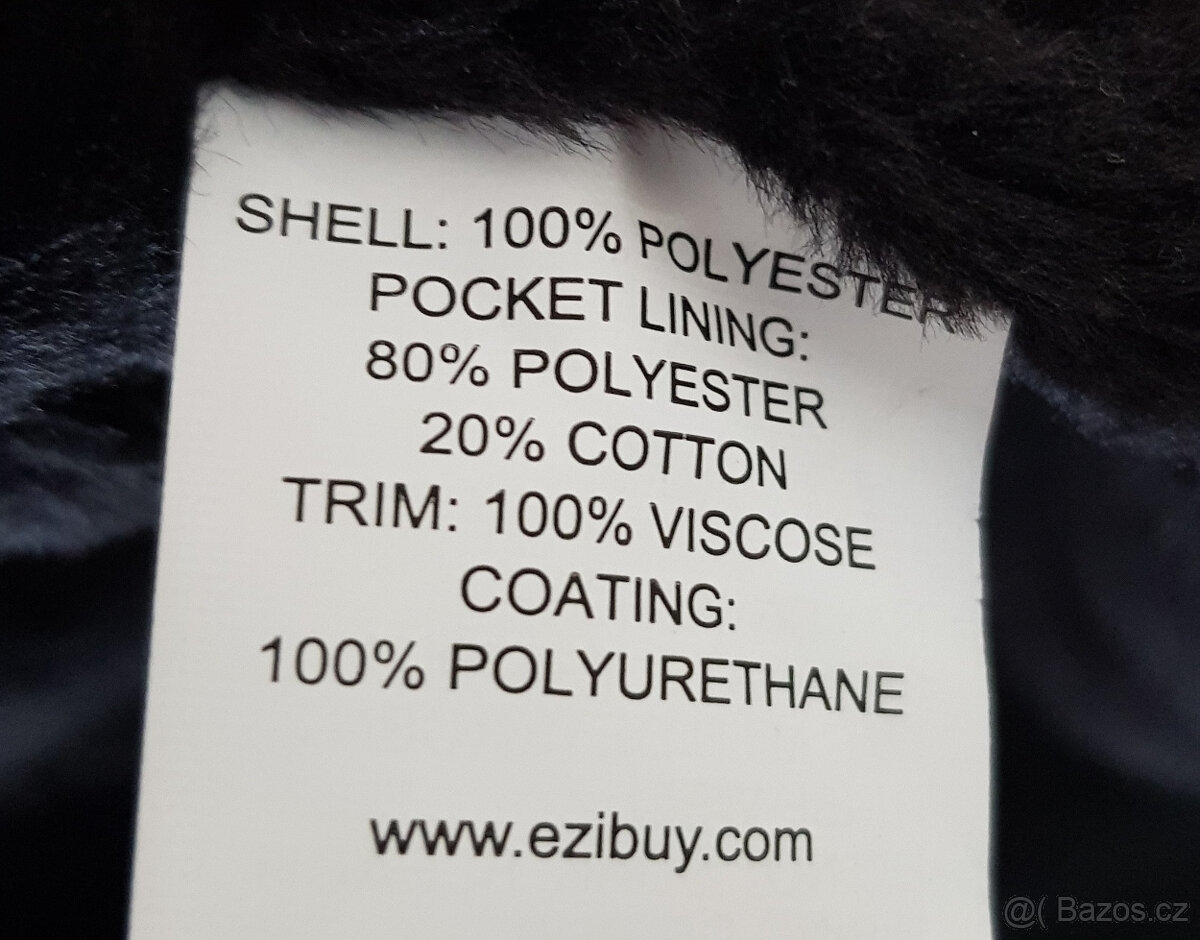 SHELL: 100% POLYESTER
POCKET LINING:
80% POLYESTER
20% COTTON
TRIM: 100% VISCOSE
COATING:
100% POLYURETHANE
www.ezibuy.com
@( Bazos.cz